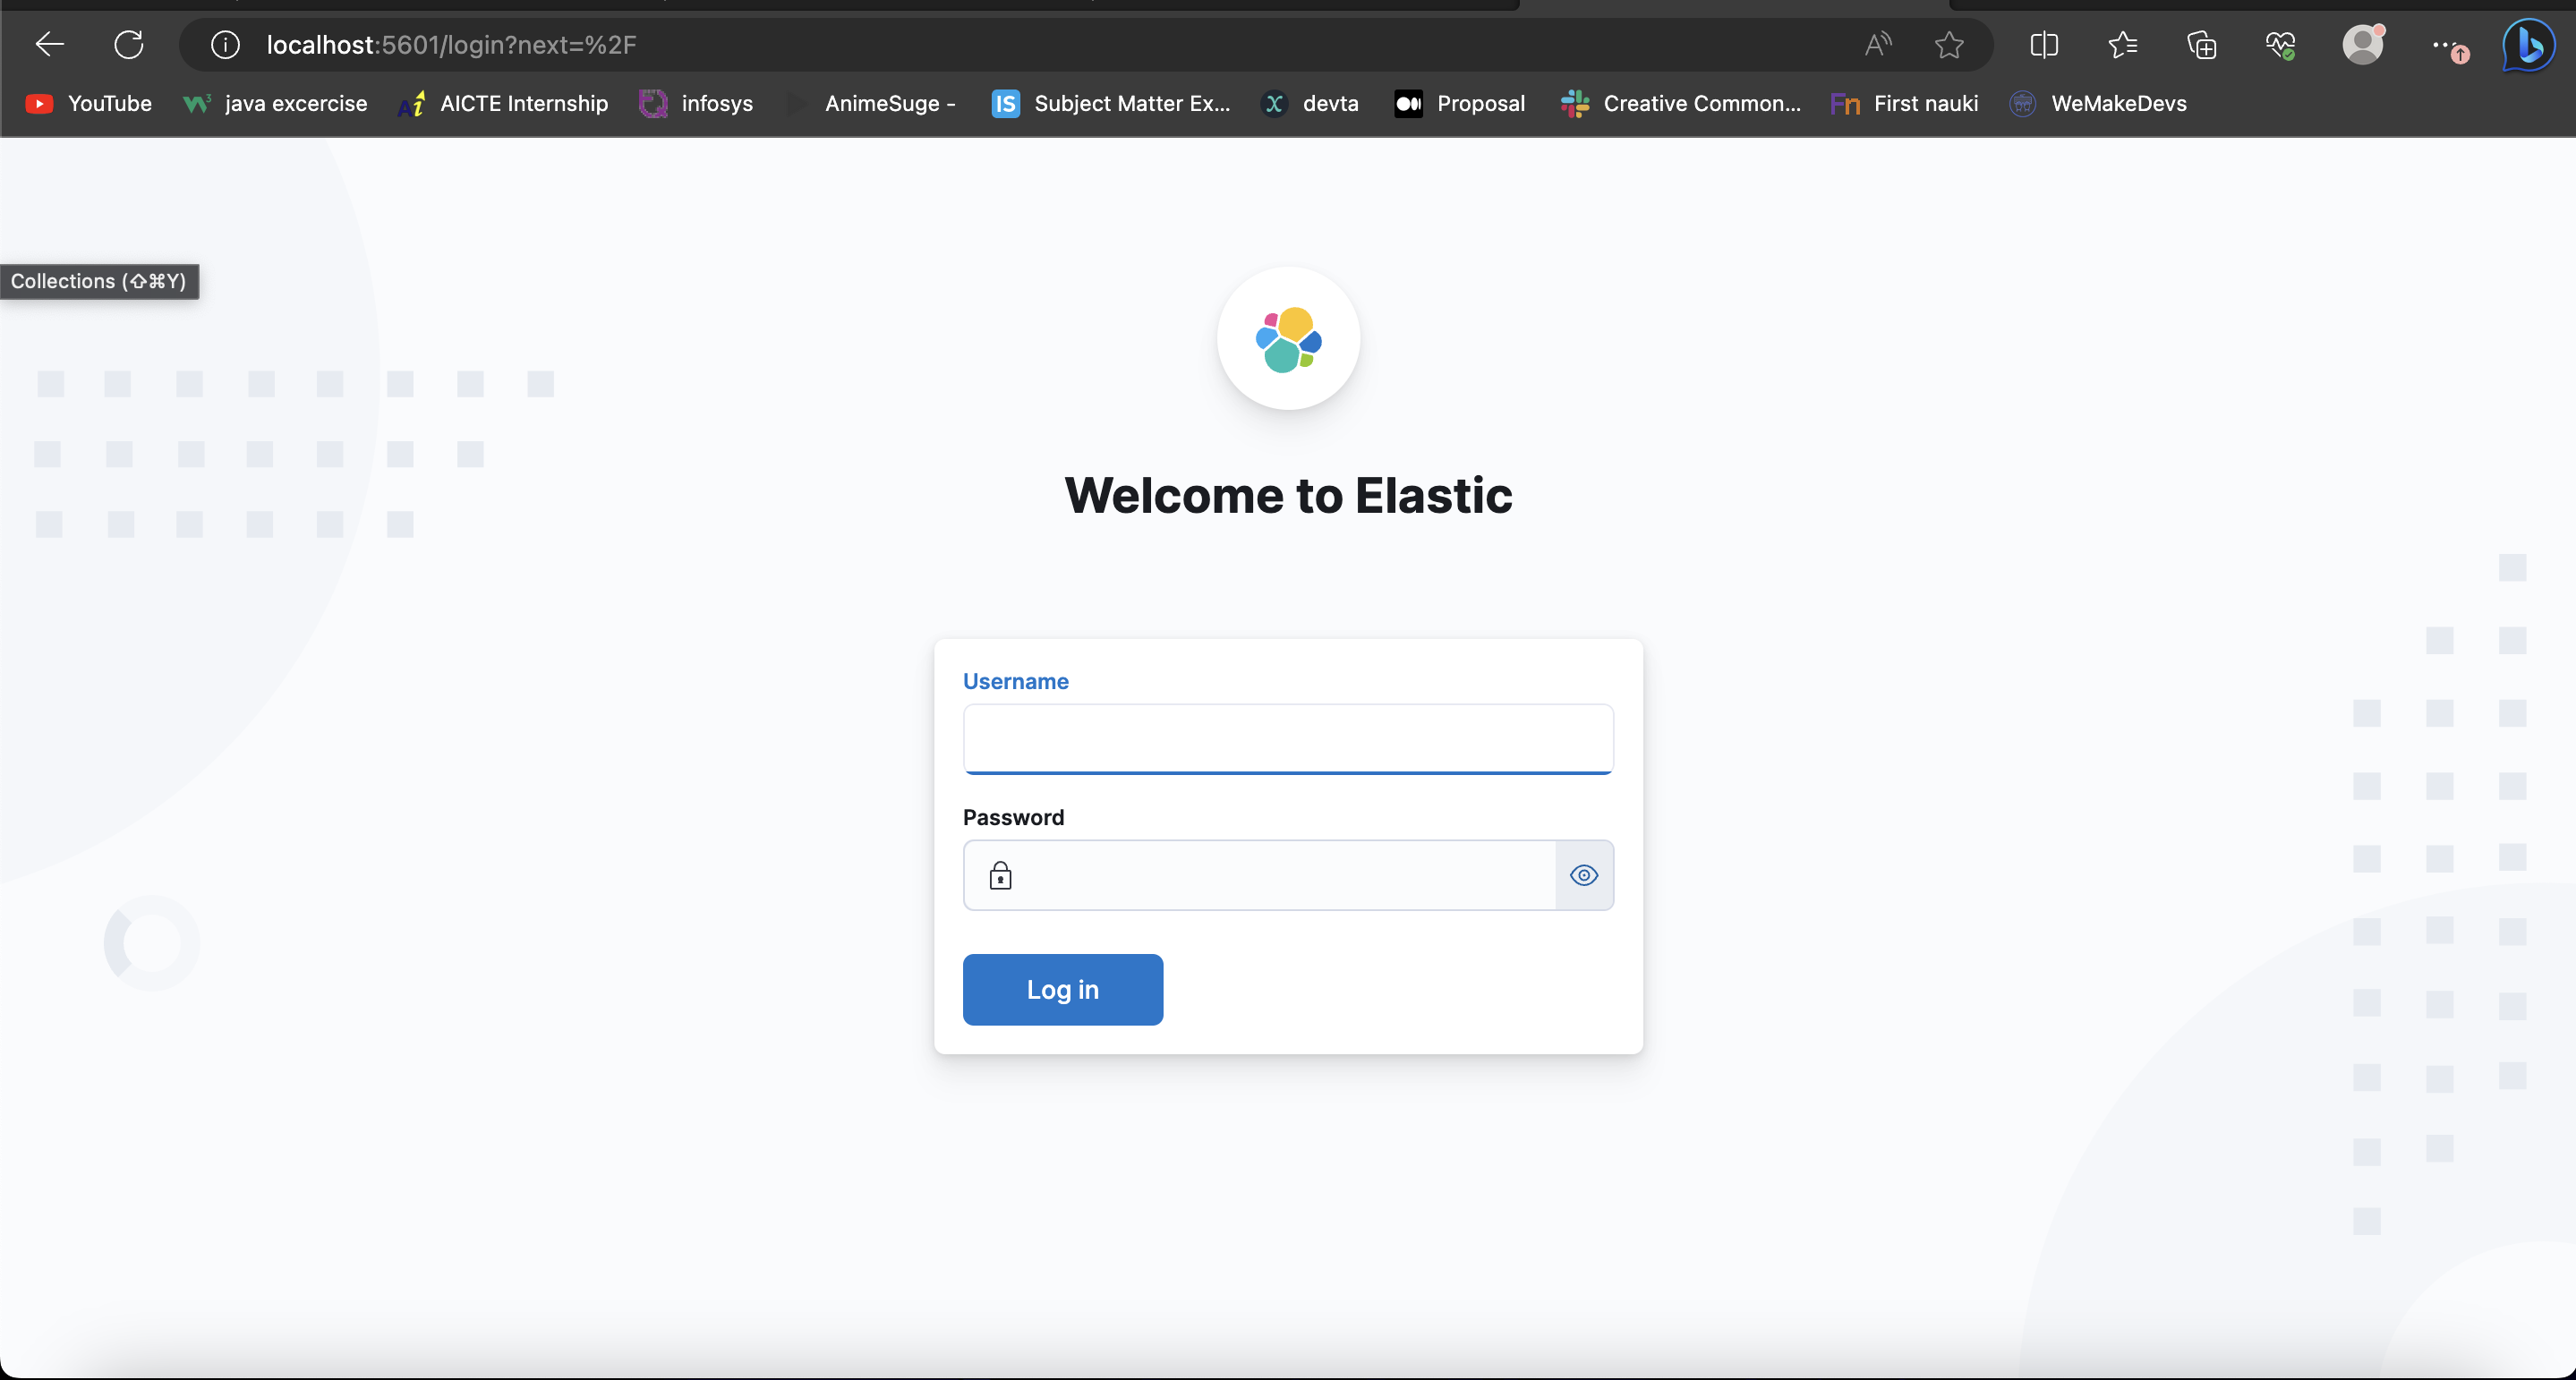 localhost:5601/login?next=%2F
YouTube java excercise AICTE Internship infosys AnimeSuge - Subject Matter Ex... devta Proposal Creative Common... First nauki WeMakeDevs
Collections (⇧⌘Y)
Welcome to Elastic
Username
Password
Log in